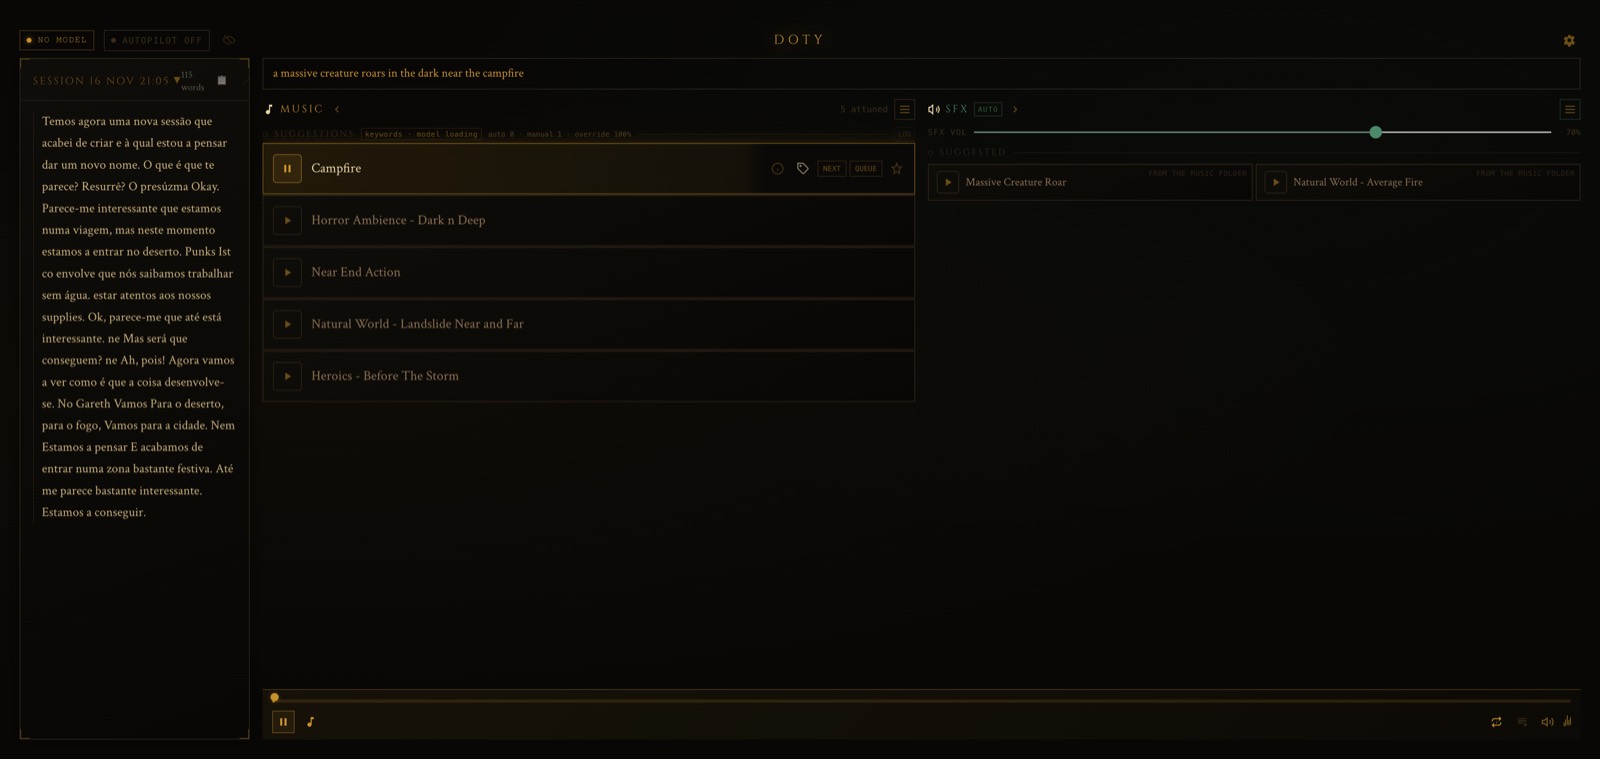 NO MODEL
AUTOPILOT OFF
DOTY
SESSION 16 NOV 21:05 ▼
115 words
Temos agora uma nova sessão que
acabei de criar e à qual estou a pensar
dar um novo nome. O que é que te
parece? Resurrê? O presúzma Okay.
Parece-me interessante que estamos
numa viagem, mas neste momento
estamos a entrar no deserto. Punks Ist
co envolve que nós saibamos trabalhar
sem água. estar atentos aos nossos
supplies. Ok, parece-me que até está
interessante. ne Mas será que
conseguem? ne Ah, pois! Agora vamos
a ver como é que a coisa desenvolve-
se. No Gareth Vamos Para o deserto,
para o fogo, Vamos para a cidade. Nem
Estamos a pensar E acabamos de
entrar numa zona bastante festiva. Até
me parece bastante interessante.
Estamos a conseguir.
a massive creature roars in the dark near the campfire
MUSIC
5 attuned
SUGGESTIONS keywords · model loading auto 0 · manual 1 · override 100% LOG
Campfire
NEXT QUEUE
Horror Ambience - Dark n Deep
Near End Action
Natural World - Landslide Near and Far
Heroics - Before The Storm
SFX AUTO
SFX VOL 70%
SUGGESTED
Massive Creature Roar
FROM THE MUSIC FOLDER
Natural World - Average Fire
FROM THE MUSIC FOLDER